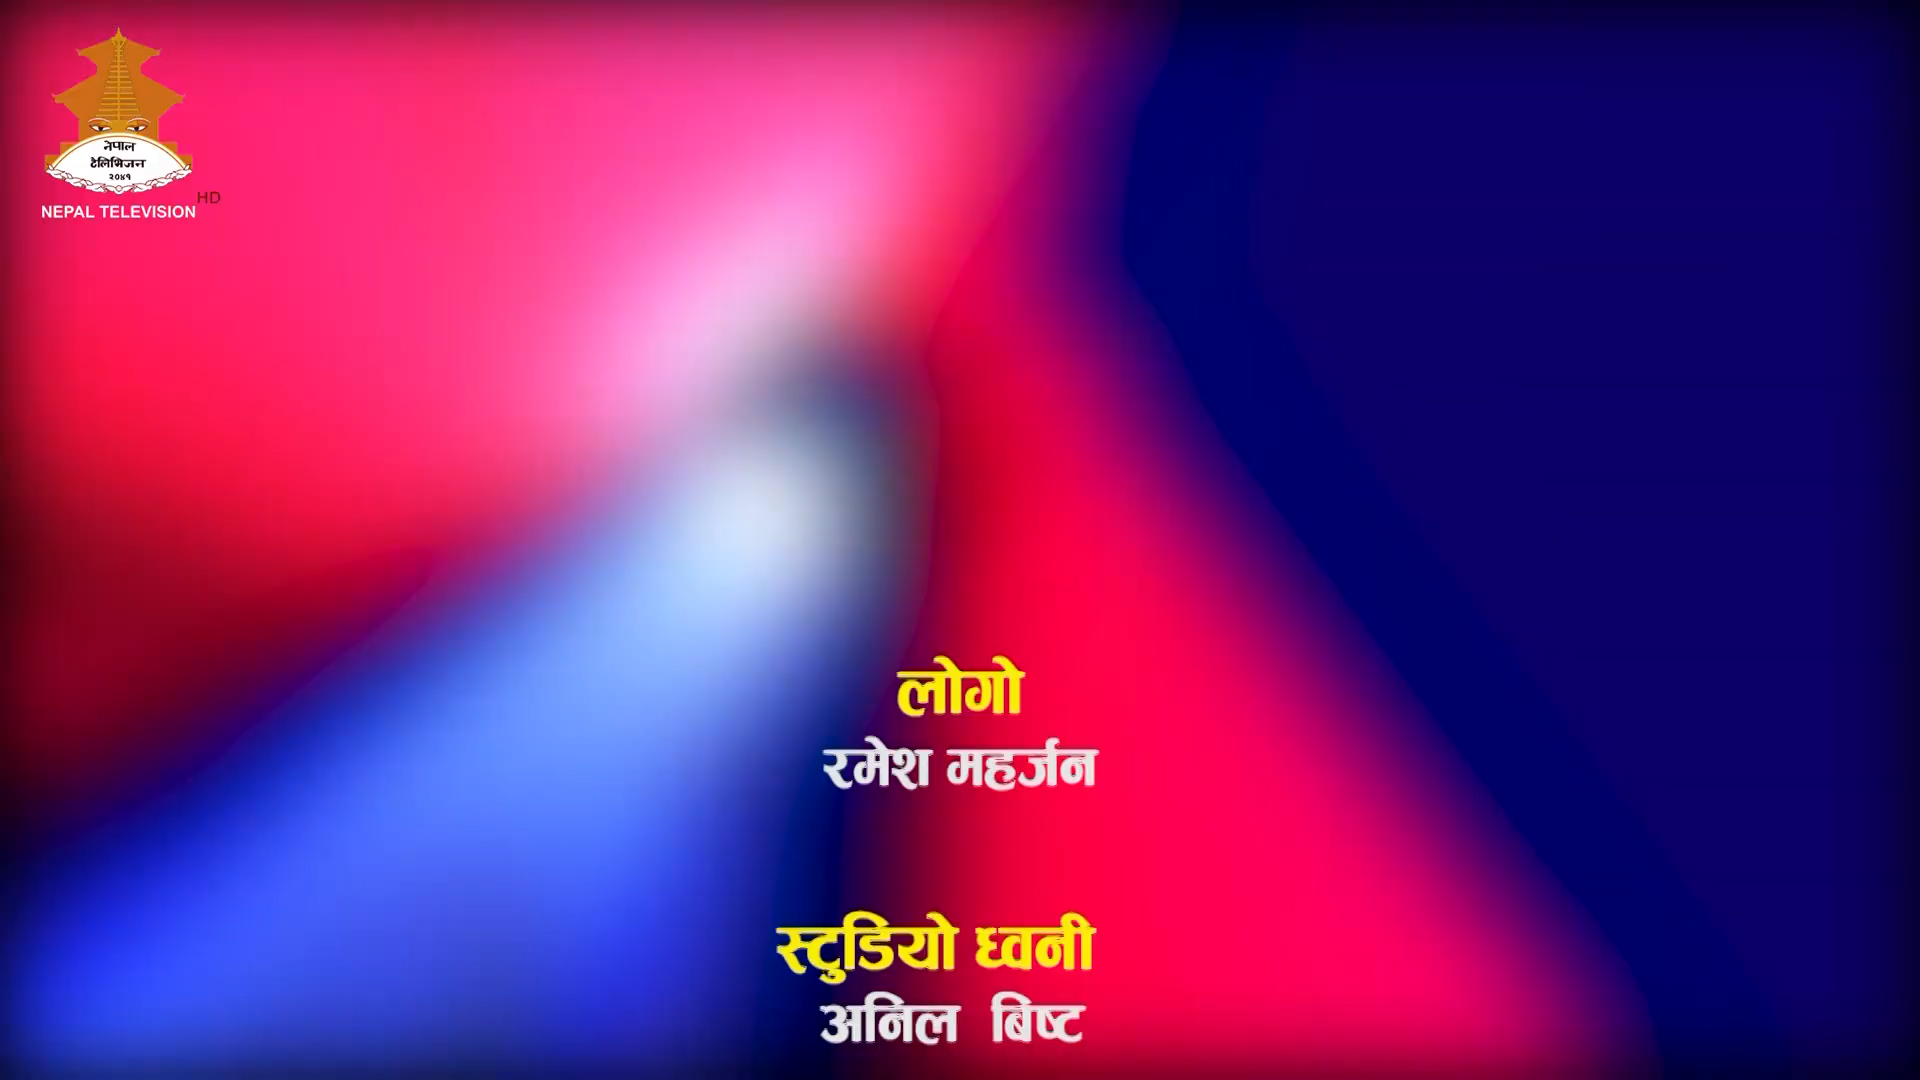 नेपाल
टेलिभिजन
२०४१
HD
NEPAL TELEVISION
लोगो
रमेश महर्जन
स्टुडियो ध्वनी
अनिल बिष्ट